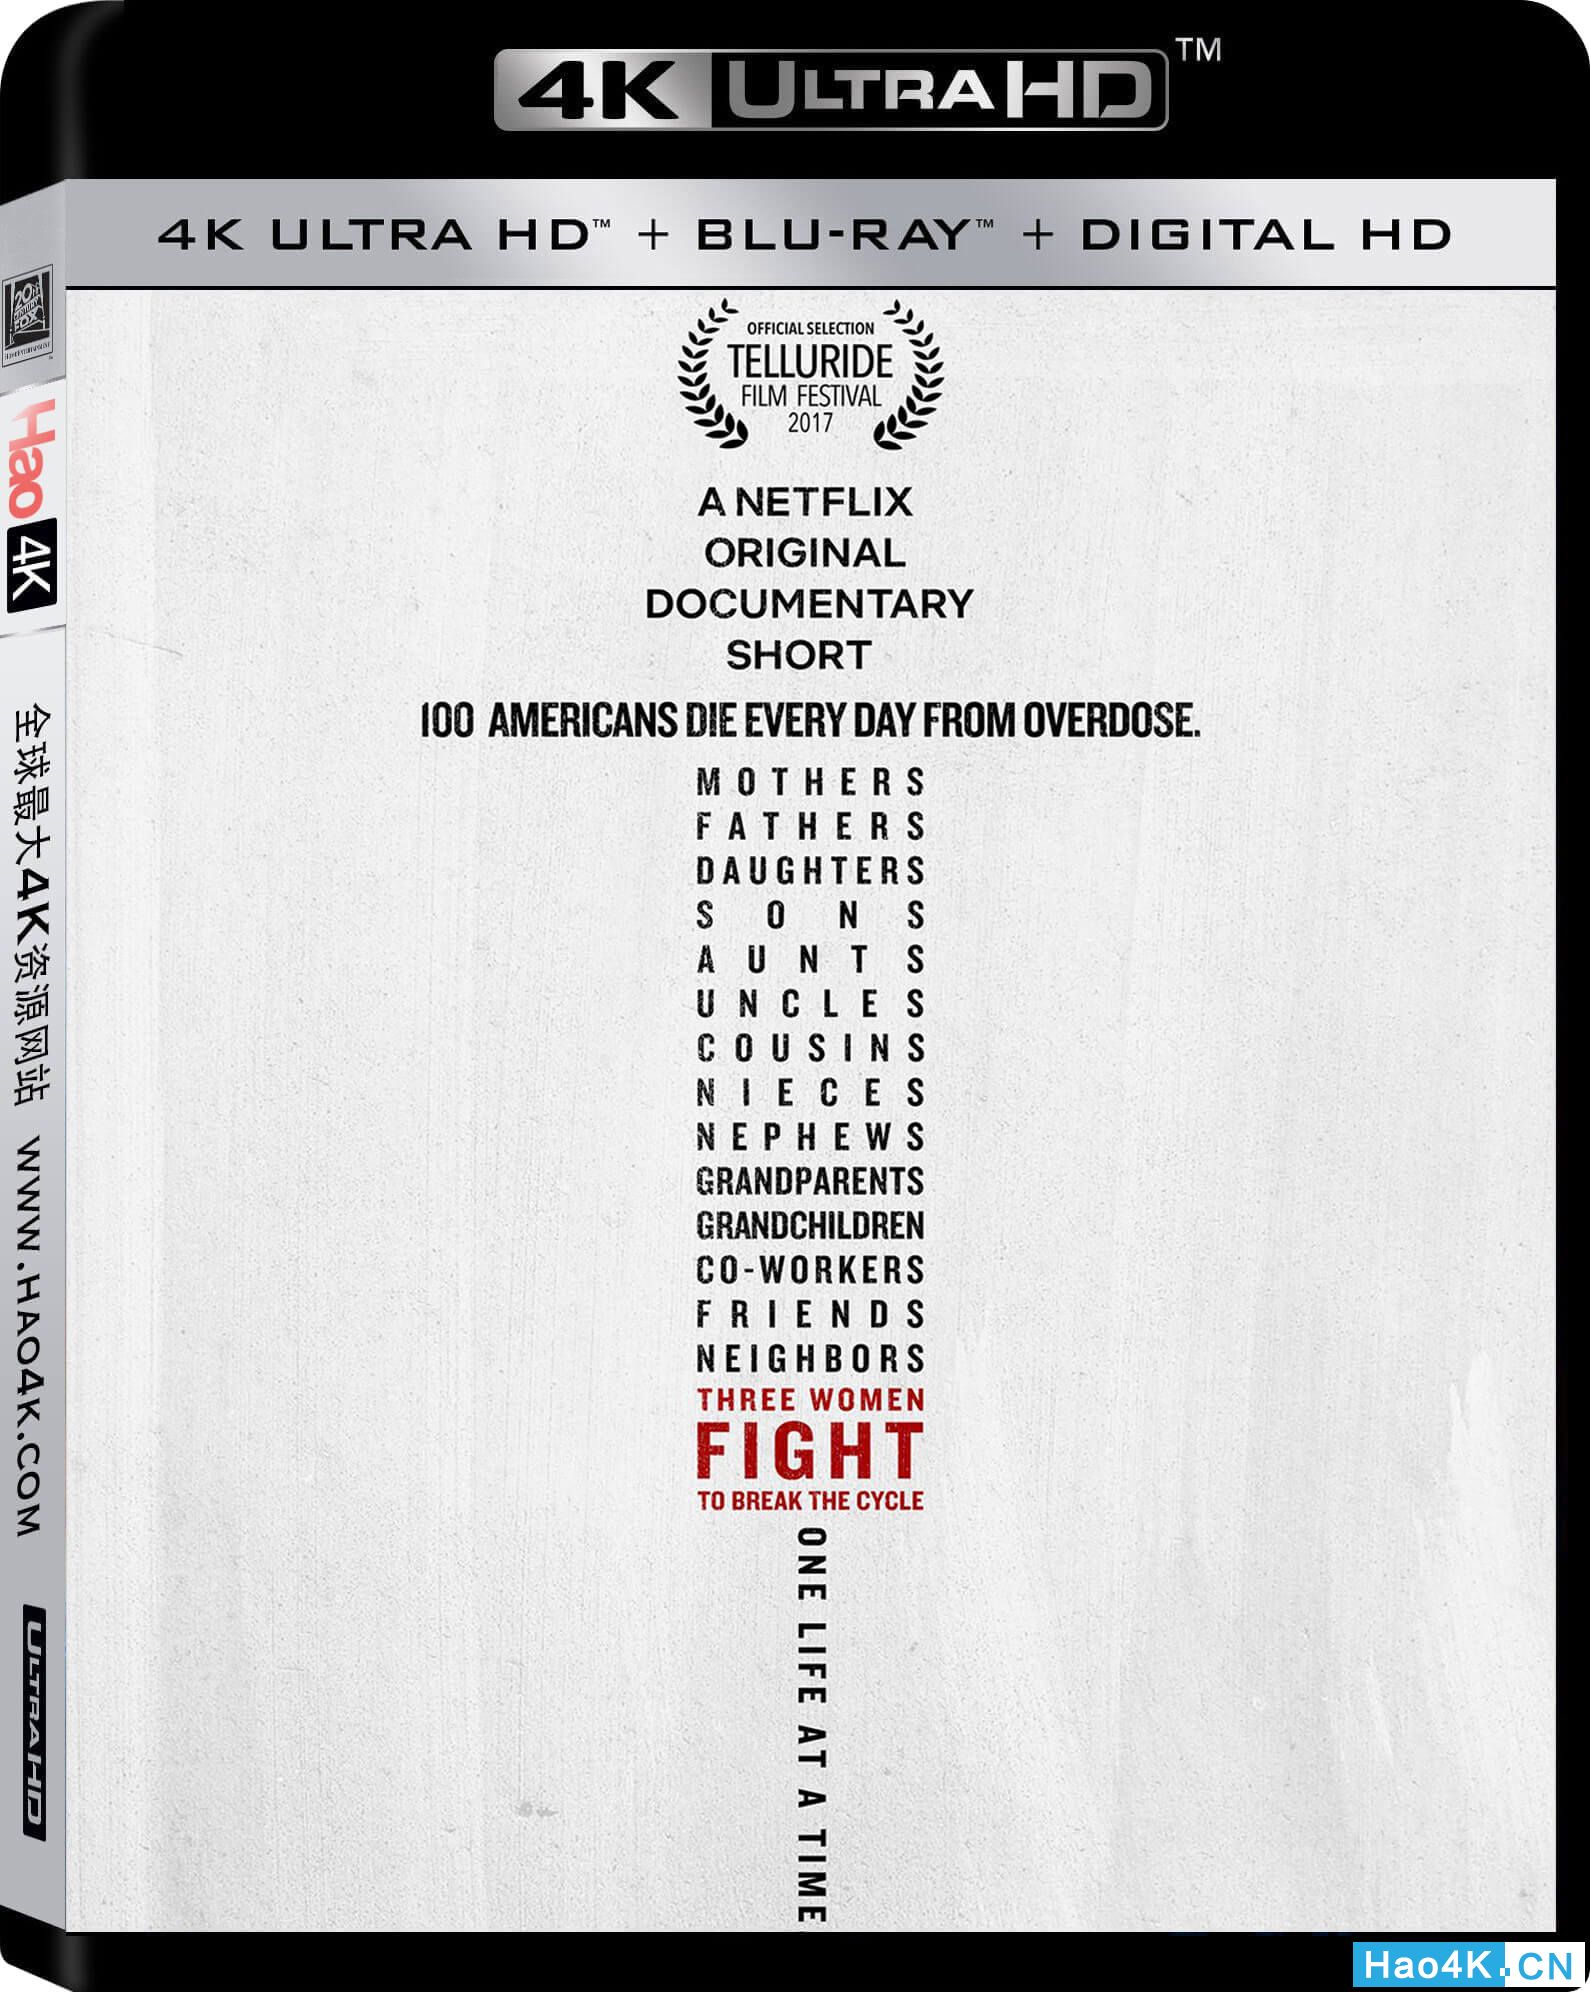 4K ULTRA HD™
4K ULTRA HD™ + BLU-RAY™ + DIGITAL HD
20th
CENTURY
FOX
Hao
4K
全球最大4K资源网站 WWW.HAO4K.COM
ULTRA HD
OFFICIAL SELECTION
TELLURIDE
FILM FESTIVAL
2017
A NETFLIX
ORIGINAL
DOCUMENTARY
SHORT
100 AMERICANS DIE EVERY DAY FROM OVERDOSE.
MOTHERS
FATHERS
DAUGHTERS
SONS
AUNTS
UNCLES
COUSINS
NIECES
NEPHEWS
GRANDPARENTS
GRANDCHILDREN
CO-WORKERS
FRIENDS
NEIGHBORS
THREE WOMEN
FIGHT
TO BREAK THE CYCLE
ONE LIFE AT A TIME
Hao4K.CN